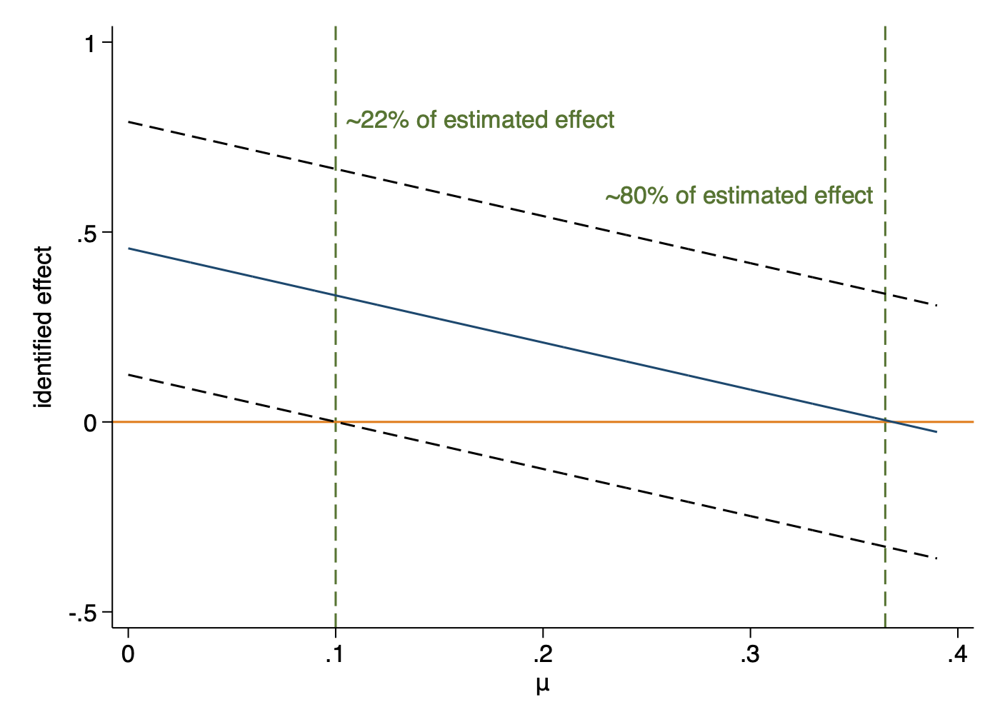 1
~22% of estimated effect
~80% of estimated effect
.5
identified effect
0
-.5
0 .1 .2 .3 .4
μ